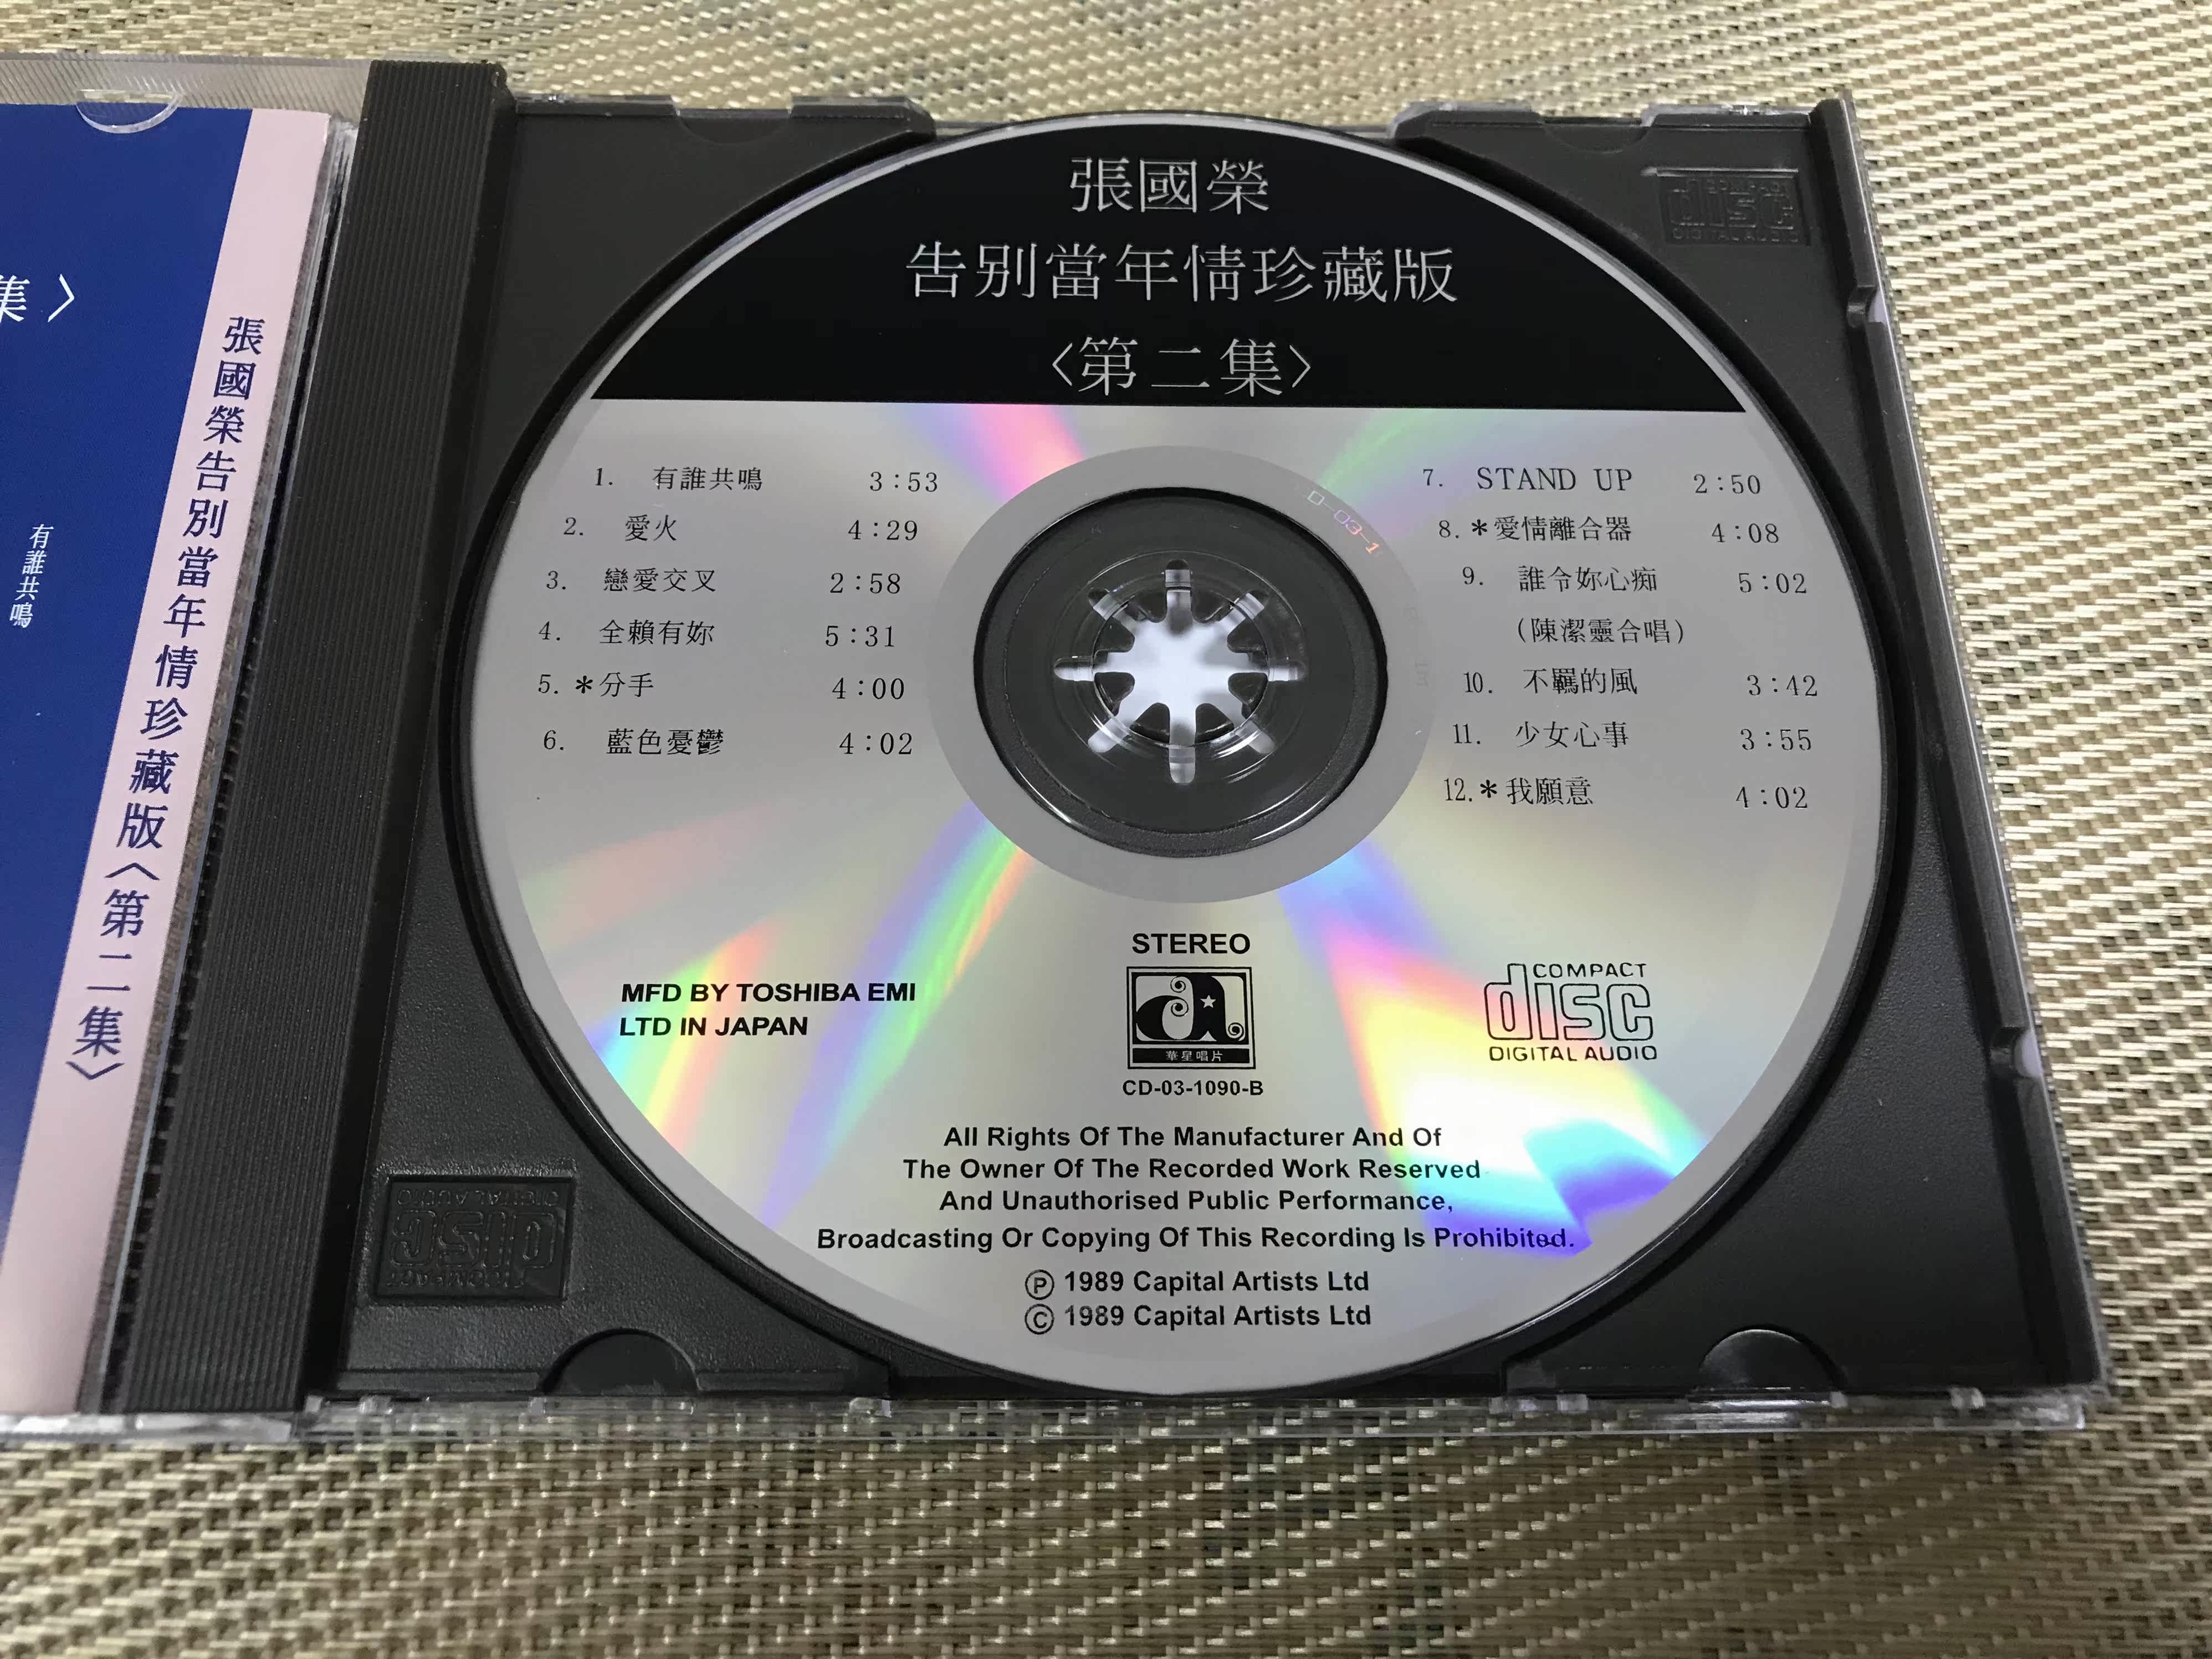 集〉
有誰共鳴
張國榮告別當年情珍藏版〈第二集〉
張國榮
告別當年情珍藏版
〈第二集〉
1. 有誰共鳴 3:53
2. 愛火 4:29
3. 戀愛交叉 2:58
4. 全賴有妳 5:31
5. *分手 4:00
6. 藍色憂鬱 4:02
7. STAND UP 2:50
8. *愛情離合器 4:08
9. 誰令妳心痴 5:02
(陳潔靈合唱)
10. 不羈的風 3:42
11. 少女心事 3:55
12. *我願意 4:02
MFD BY TOSHIBA EMI
LTD IN JAPAN
STEREO
a
華星唱片
CD-03-1090-B
COMPACT
disc
DIGITAL AUDIO
All Rights Of The Manufacturer And Of
The Owner Of The Recorded Work Reserved
And Unauthorised Public Performance,
Broadcasting Or Copying Of This Recording Is Prohibited.
Ⓟ 1989 Capital Artists Ltd
© 1989 Capital Artists Ltd
disc
DIGITAL AUDIO
COMPACT
disc
DIGITAL AUDIO